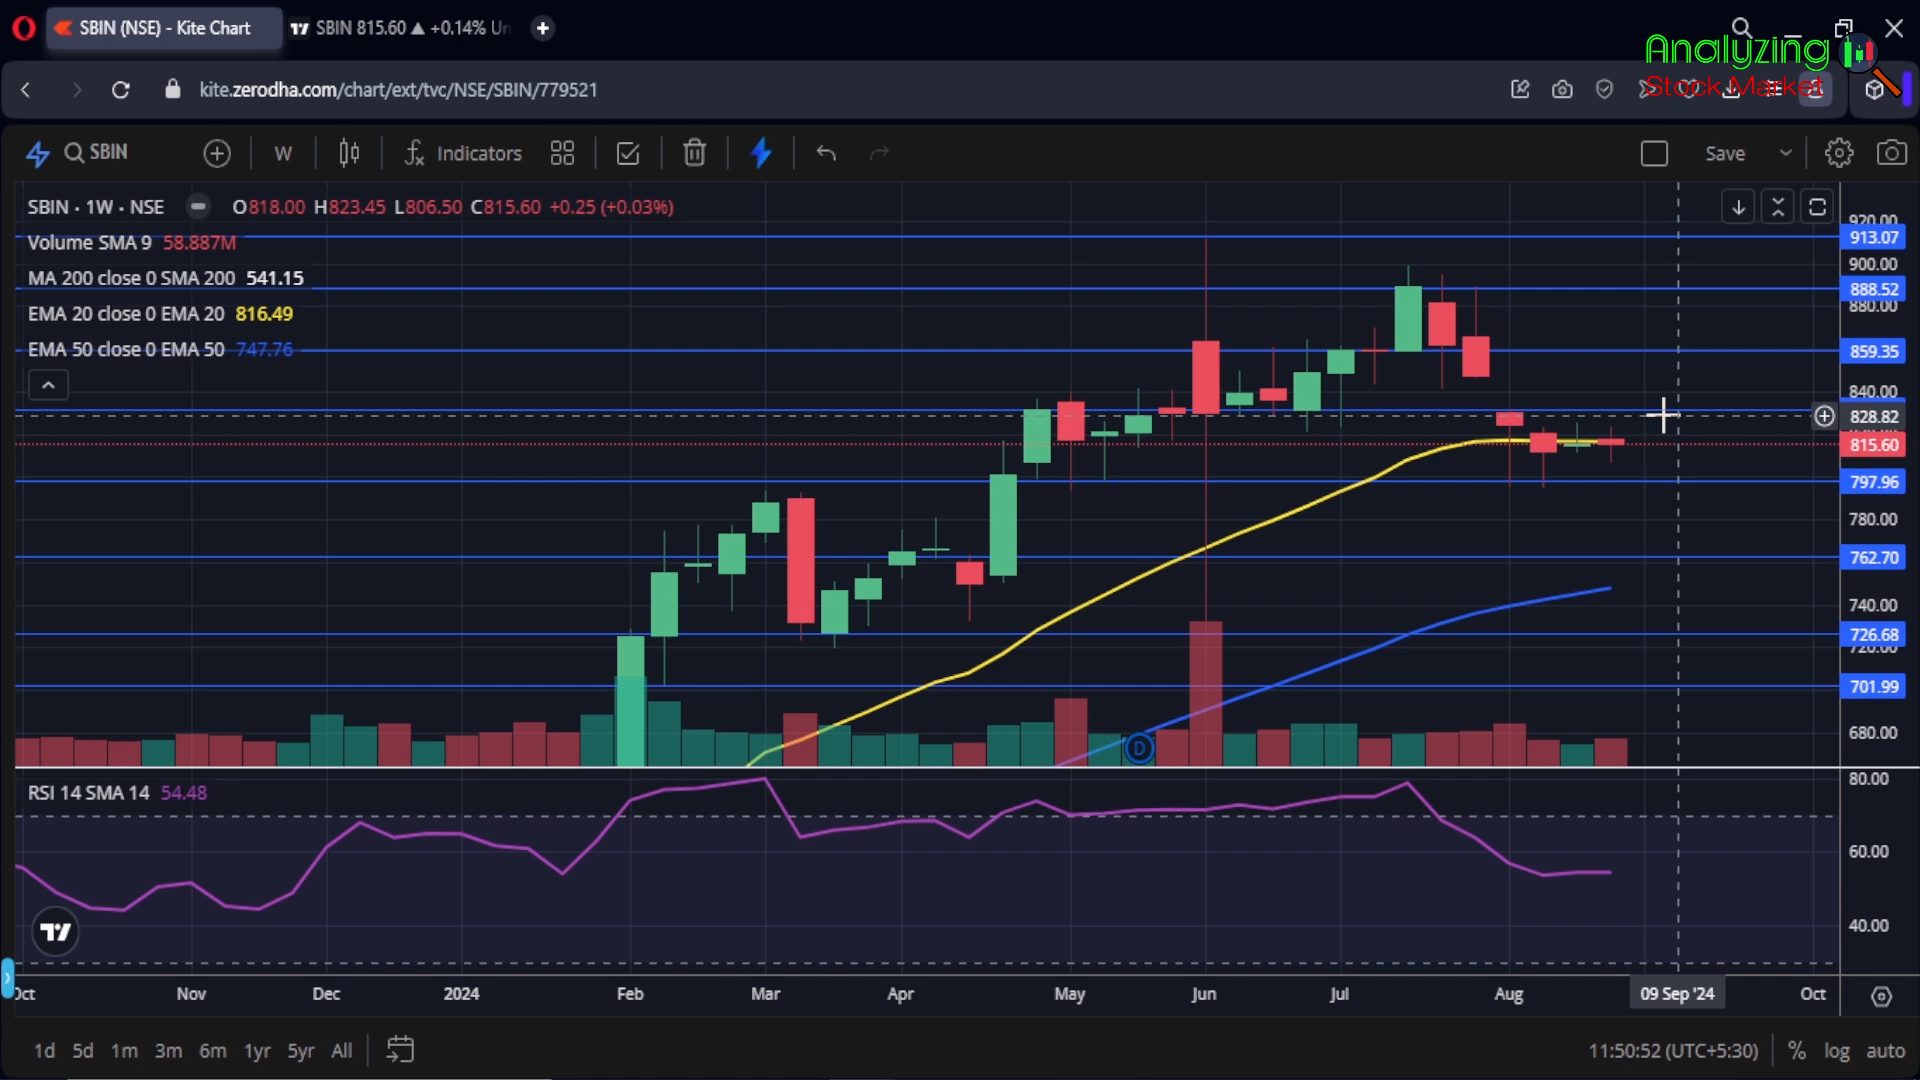 SBIN (NSE) - Kite Chart
SBIN 815.60 ▲ +0.14% Un
Analyzing
Stock Market
kite.zerodha.com/chart/ext/tvc/NSE/SBIN/779521
SBIN
W
Indicators
Save
SBIN · 1W · NSE O818.00 H823.45 L806.50 C815.60 +0.25 (+0.03%)
Volume SMA 9 58.887M
MA 200 close 0 SMA 200 541.15
EMA 20 close 0 EMA 20 816.49
EMA 50 close 0 EMA 50 747.76
920.00
913.07
900.00
888.52
880.00
859.35
840.00
828.82
815.60
797.96
780.00
762.70
740.00
726.68
720.00
701.99
680.00
D
RSI 14 SMA 14 54.48
80.00
60.00
40.00
Oct Nov Dec 2024 Feb Mar Apr May Jun Jul Aug 09 Sep '24 Oct
1d 5d 1m 3m 6m 1yr 5yr All
11:50:52 (UTC+5:30) % log auto